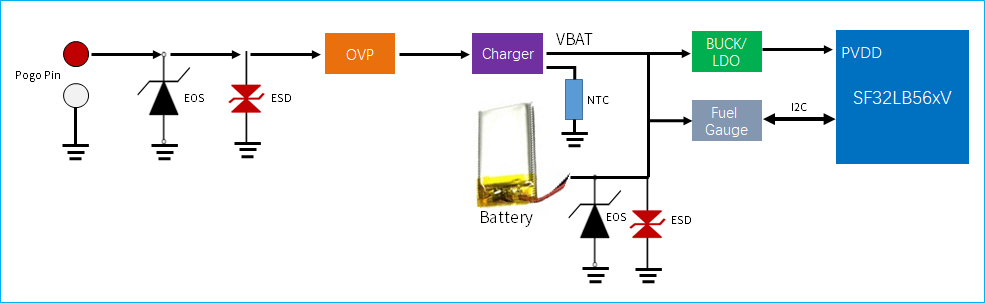 Pogo Pin
EOS
ESD
OVP
Charger
VBAT
NTC
Battery
EOS
ESD
BUCK/
LDO
Fuel
Gauge
I2C
PVDD
SF32LB56xV